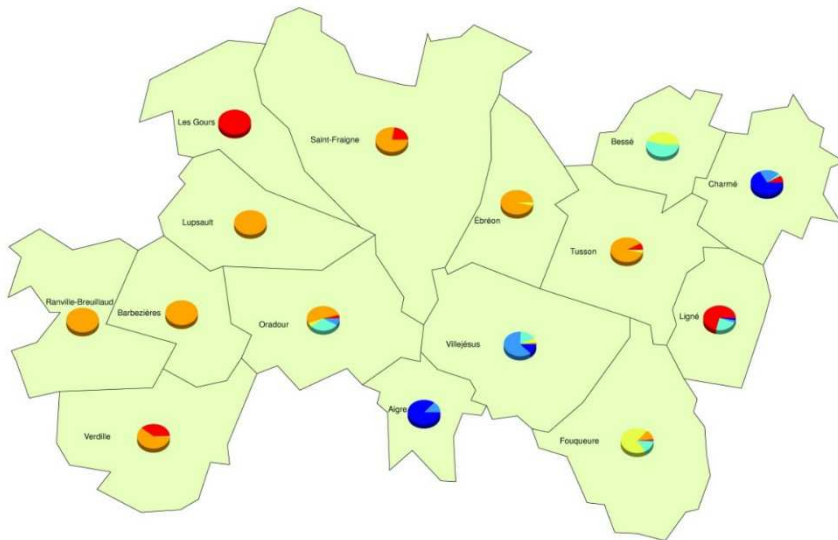 Les Gours
Saint-Fraigne
Bessé
Charmé
Lupsault
Ébréon
Tusson
Ranville-Breuillaud
Barbezières
Oradour
Ligné
Villejésus
Aigre
Verdille
Fouqueure